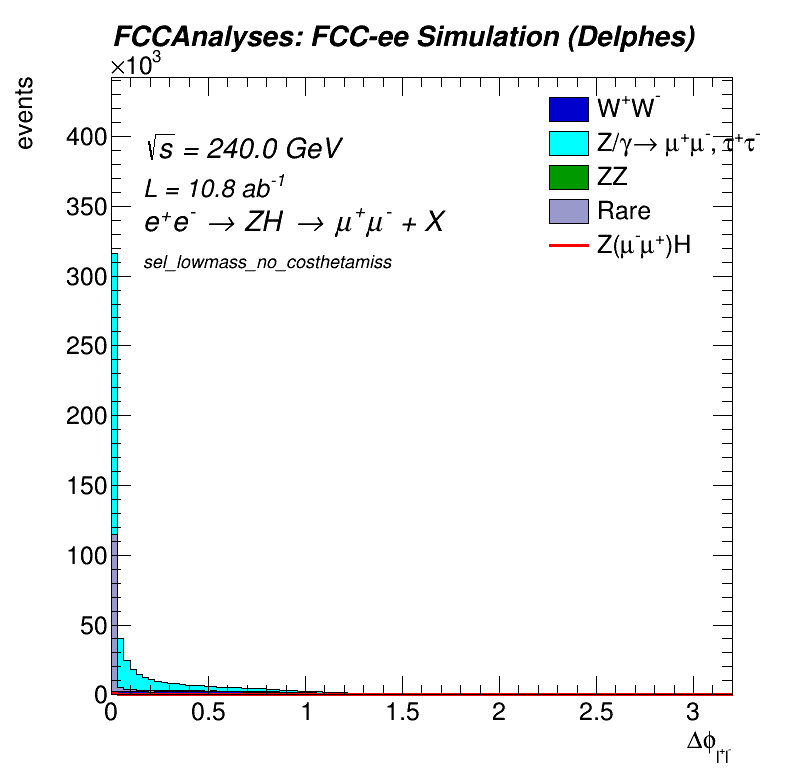 FCCAnalyses: FCC-ee Simulation (Delphes)
×10³
events
√s = 240.0 GeV
L = 10.8 ab⁻¹
e⁺e⁻ → ZH → μ⁺μ⁻ + X
sel_lowmass_no_costhetamiss
W⁺W⁻
Z/γ→ μ⁺μ⁻, τ⁺τ⁻
ZZ
Rare
Z(μ⁻μ⁺)H
400
350
300
250
200
150
100
50
0
0 0.5 1 1.5 2 2.5 3
Δϕ l⁺l⁻